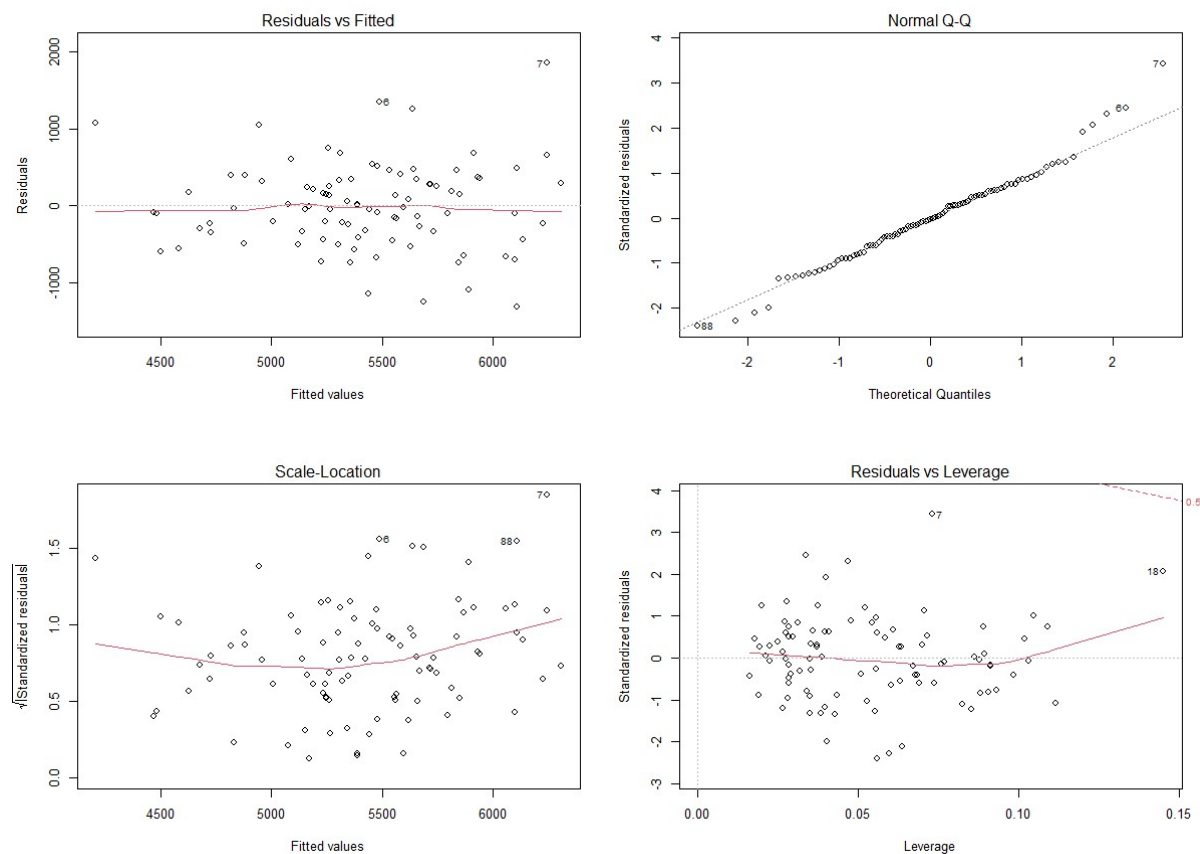 Residuals vs Fitted
Residuals
2000
1000
0
-1000
7
6
4500 5000 5500 6000
Fitted values
Normal Q-Q
Standardized residuals
4
3
2
1
0
-1
-2
7
6
88
-2 -1 0 1 2
Theoretical Quantiles
Scale-Location
√|Standardized residuals|
1.5
1.0
0.5
0.0
7
6
88
4500 5000 5500 6000
Fitted values
Residuals vs Leverage
Standardized residuals
4
3
2
1
0
-1
-2
-3
0.5
7
18
0.00 0.05 0.10 0.15
Leverage